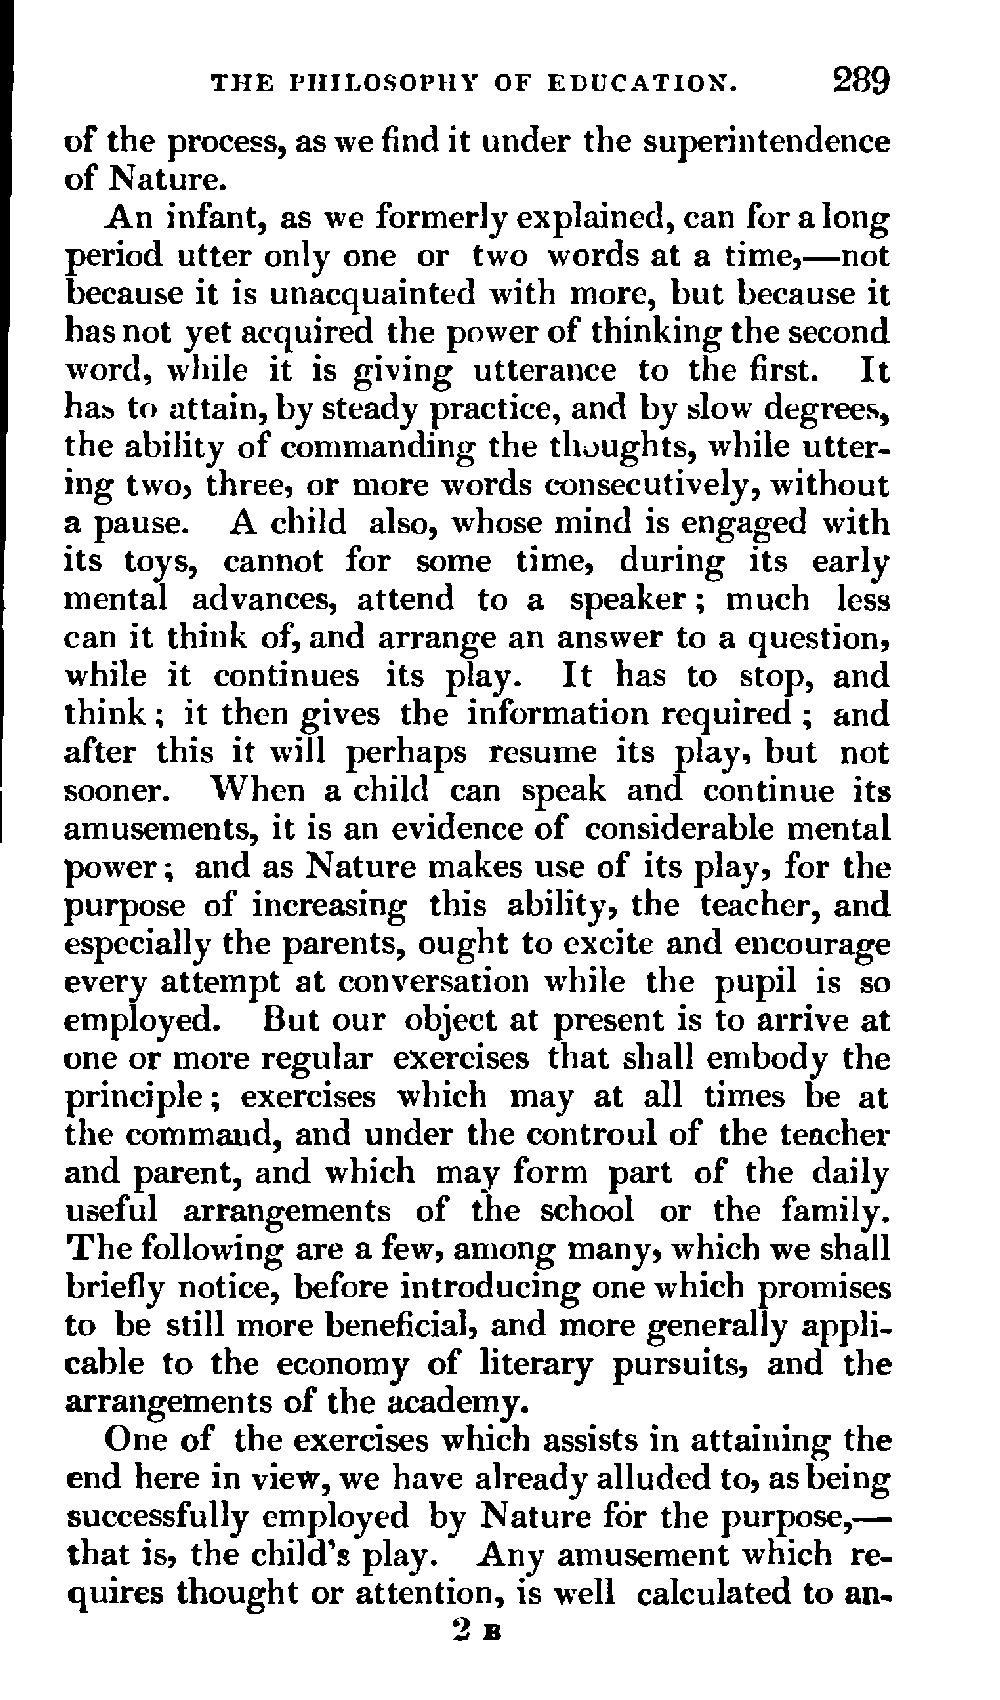 THE PHILOSOPHY OF EDUCATION. 289
of the process, as we find it under the superintendence
of Nature.
An infant, as we formerly explained, can for a long
period utter only one or two words at a time,—not
because it is unacquainted with more, but because it
has not yet acquired the power of thinking the second
word, while it is giving utterance to the first. It
has to attain, by steady practice, and by slow degrees,
the ability of commanding the thoughts, while utter-
ing two, three, or more words consecutively, without
a pause. A child also, whose mind is engaged with
its toys, cannot for some time, during its early
mental advances, attend to a speaker; much less
can it think of, and arrange an answer to a question,
while it continues its play. It has to stop, and
think; it then gives the information required; and
after this it will perhaps resume its play, but not
sooner. When a child can speak and continue its
amusements, it is an evidence of considerable mental
power; and as Nature makes use of its play, for the
purpose of increasing this ability, the teacher, and
especially the parents, ought to excite and encourage
every attempt at conversation while the pupil is so
employed. But our object at present is to arrive at
one or more regular exercises that shall embody the
principle; exercises which may at all times be at
the command, and under the controul of the teacher
and parent, and which may form part of the daily
useful arrangements of the school or the family.
The following are a few, among many, which we shall
briefly notice, before introducing one which promises
to be still more beneficial, and more generally appli-
cable to the economy of literary pursuits, and the
arrangements of the academy.
One of the exercises which assists in attaining the
end here in view, we have already alluded to, as being
successfully employed by Nature for the purpose,—
that is, the child's play. Any amusement which re-
quires thought or attention, is well calculated to an-
2 B